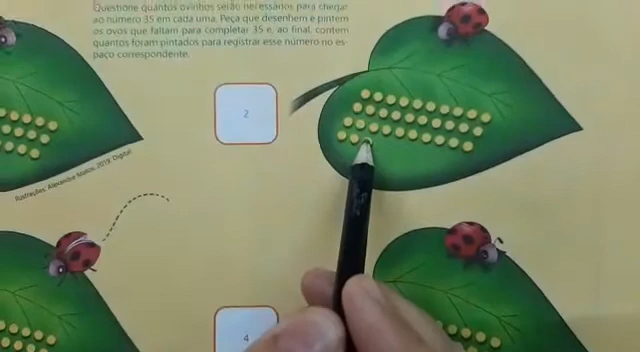 Questione quantos ovinhos serão necessários para chegar
ao número 35 em cada uma. Peça que desenhem e pintem
os ovos que faltam para completar 35 e, ao final, contem
quantos foram pintados para registrar esse número no es-
paço correspondente.
2
Ilustrações: Alexandre Matos. 2019. Digital
4